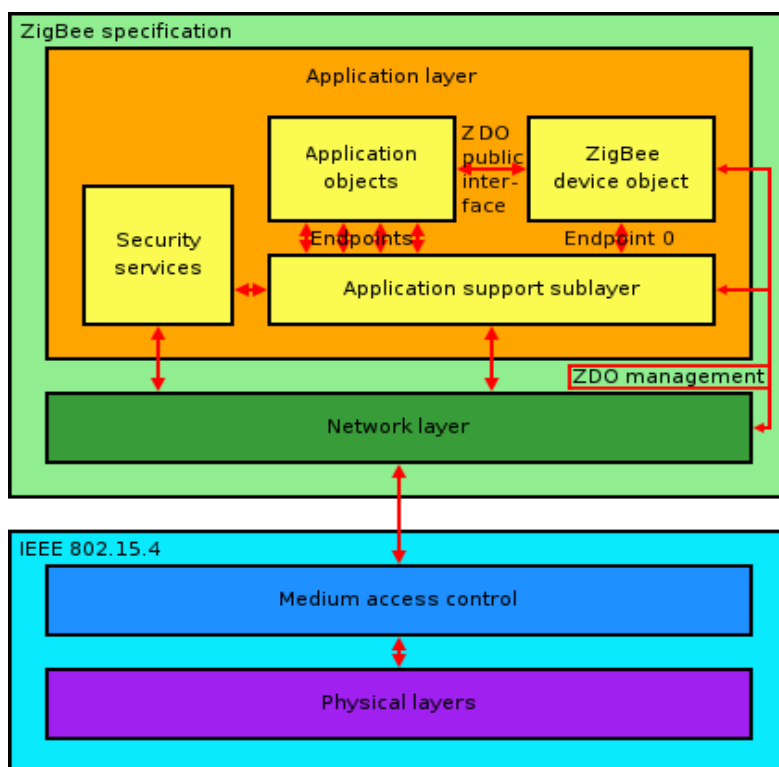 ZigBee specification
Application layer
Application
objects
ZDO
public
inter-
face
ZigBee
device object
Security
services
Endpoints
Endpoint 0
Application support sublayer
ZDO management
Network layer
IEEE 802.15.4
Medium access control
Physical layers